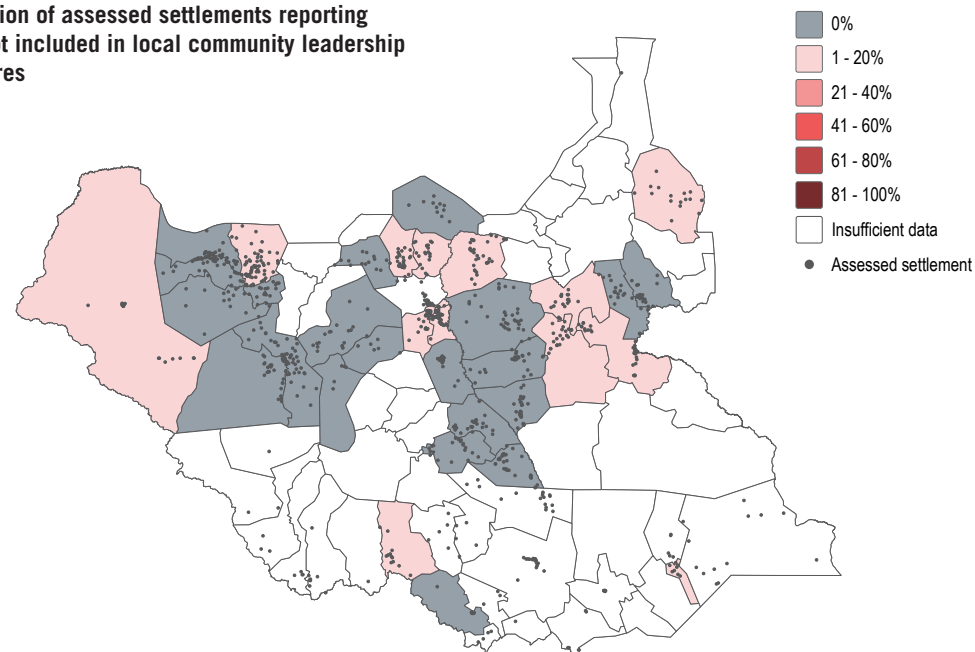 ion of assessed settlements reporting
t included in local community leadership
res
0%
1 - 20%
21 - 40%
41 - 60%
61 - 80%
81 - 100%
Insufficient data
Assessed settlement